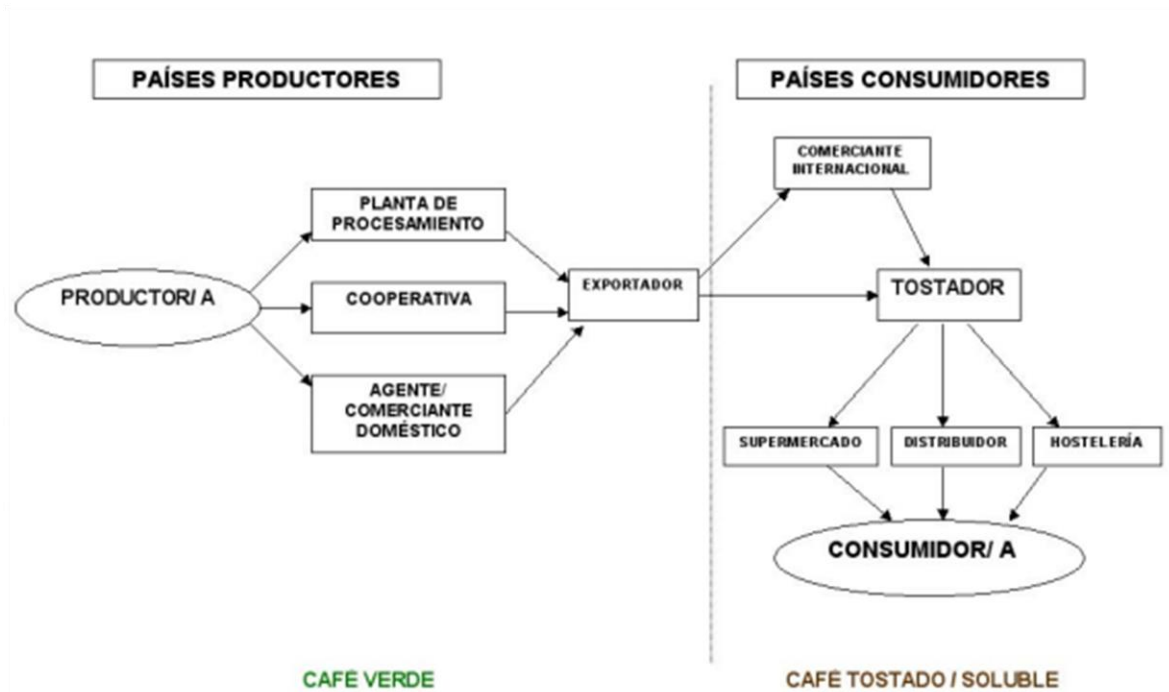 PAÍSES PRODUCTORES
PAÍSES CONSUMIDORES
COMERCIANTE
INTERNACIONAL
PLANTA DE
PROCESAMIENTO
EXPORTADOR
TOSTADOR
PRODUCTOR/ A
COOPERATIVA
AGENTE/
COMERCIANTE
DOMÉSTICO
SUPERMERCADO
DISTRIBUIDOR
HOSTELERÍA
CONSUMIDOR/ A
CAFÉ VERDE
CAFÉ TOSTADO / SOLUBLE